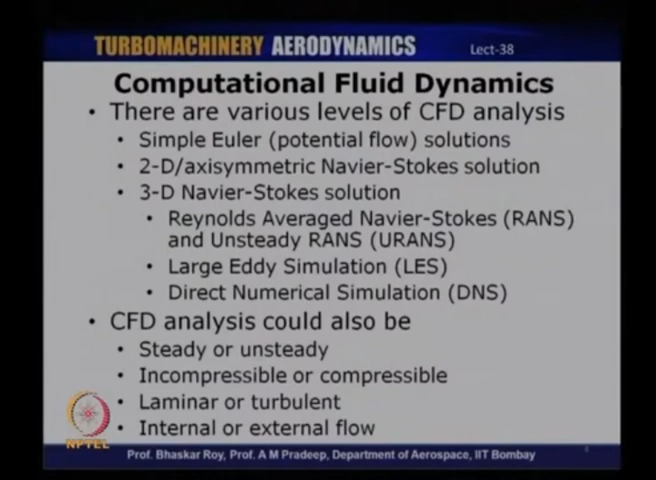 TURBOMACHINERY AERODYNAMICS Lect-38
Computational Fluid Dynamics
• There are various levels of CFD analysis
• Simple Euler (potential flow) solutions
• 2-D/axisymmetric Navier-Stokes solution
• 3-D Navier-Stokes solution
• Reynolds Averaged Navier-Stokes (RANS)
and Unsteady RANS (URANS)
• Large Eddy Simulation (LES)
• Direct Numerical Simulation (DNS)
• CFD analysis could also be
• Steady or unsteady
• Incompressible or compressible
• Laminar or turbulent
• Internal or external flow
NPTEL
Prof. Bhaskar Roy, Prof. A M Pradeep, Department of Aerospace, IIT Bombay